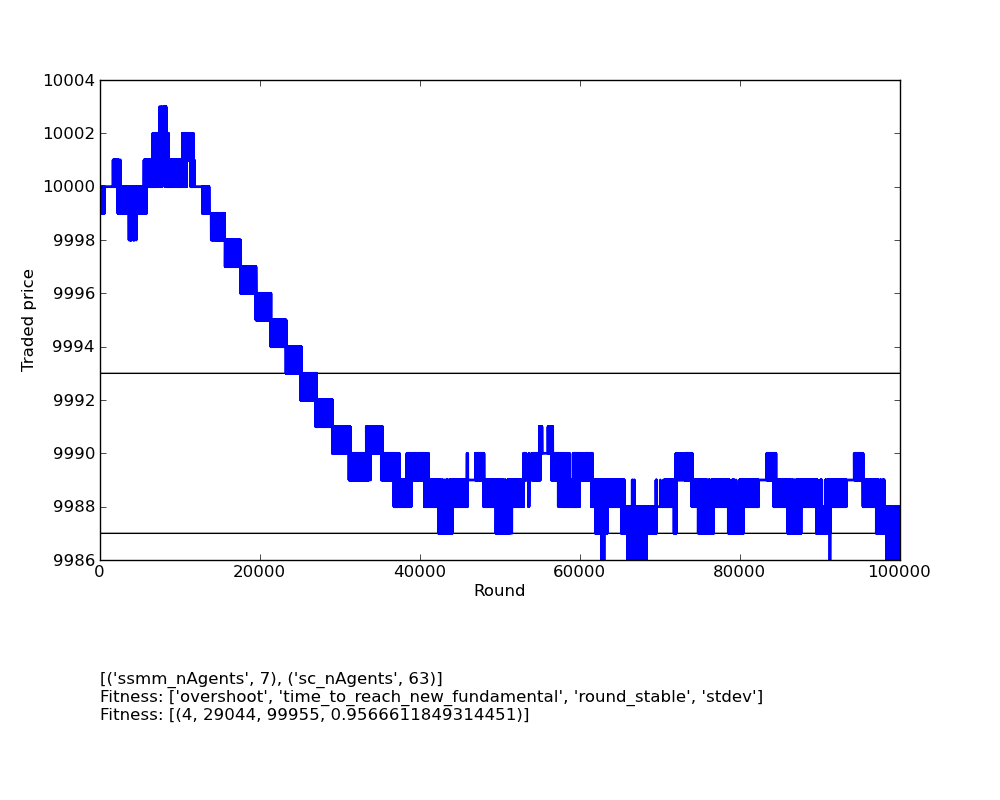 10004
10002
10000
9998
9996
9994
9992
9990
9988
9986
Traded price
0 20000 40000 60000 80000 100000
Round
[('ssmm_nAgents', 7), ('sc_nAgents', 63)]
Fitness: ['overshoot', 'time_to_reach_new_fundamental', 'round_stable', 'stdev']
Fitness: [(4, 29044, 99955, 0.9566611849314451)]